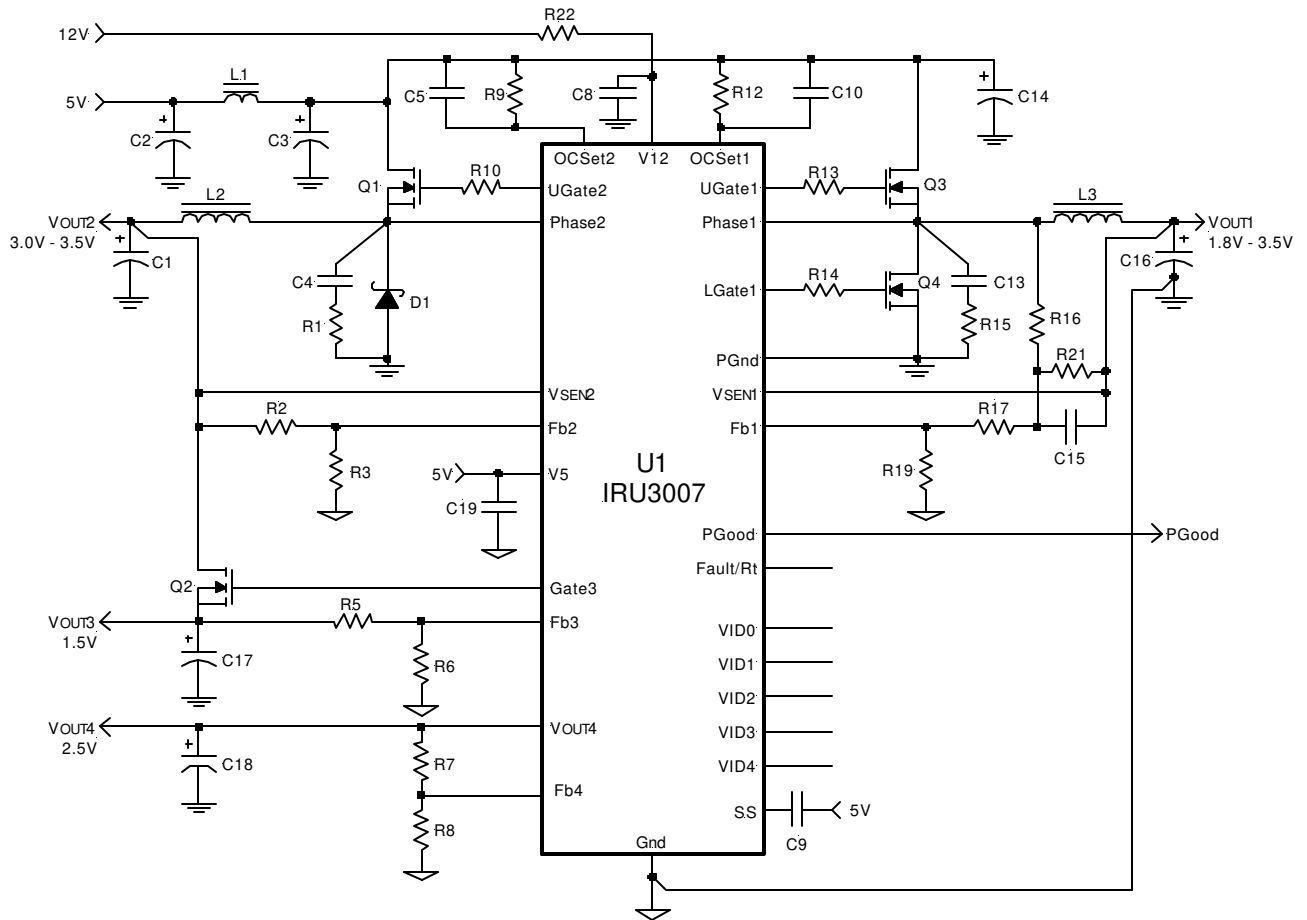 R22
12V
L1
5V
C2
C3
C5
R9
C8
R12
C10
C14
OCSet2
V12
OCSet1
Q1
R10
UGate2
UGate1
R13
Q3
L2
VOUT2
3.0V - 3.5V
C1
Phase2
Phase1
L3
VOUT1
1.8V - 3.5V
C16
C4
R1
D1
LGate1
R14
Q4
C13
R15
R16
PGnd
R21
VSEN2
VSEN1
R2
Fb2
Fb1
R17
C15
R3
R19
5V
V5
C19
U1
IRU3007
PGood
PGood
Fault/Rt
Q2
Gate3
VOUT3
1.5V
R5
Fb3
C17
R6
VID0
VID1
VID2
VID3
VID4
VOUT4
2.5V
C18
VOUT4
R7
Fb4
R8
SS
C9
5V
Gnd